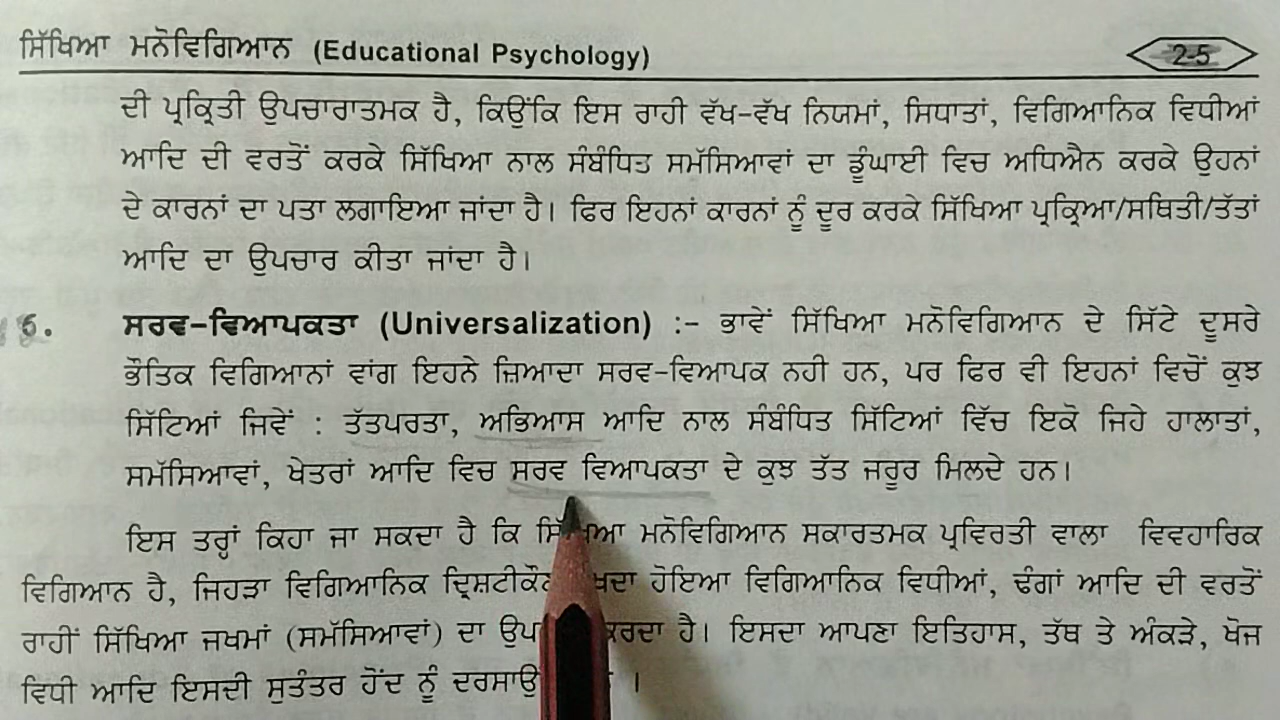 ਸਿੱਖਿਆ ਮਨੋਵਿਗਿਆਨ (Educational Psychology) 2-5
ਦੀ ਪ੍ਰਕ੍ਰਿਤੀ ਉਪਚਾਰਾਤਮਕ ਹੈ, ਕਿਉਂਕਿ ਇਸ ਰਾਹੀ ਵੱਖ-ਵੱਖ ਨਿਯਮਾਂ, ਸਿਧਾਤਾਂ, ਵਿਗਿਆਨਿਕ ਵਿਧੀਆਂ
ਆਦਿ ਦੀ ਵਰਤੋਂ ਕਰਕੇ ਸਿੱਖਿਆ ਨਾਲ ਸੰਬੰਧਿਤ ਸਮੱਸਿਆਵਾਂ ਦਾ ਡੂੰਘਾਈ ਵਿਚ ਅਧਿਐਨ ਕਰਕੇ ਉਹਨਾਂ
ਦੇ ਕਾਰਨਾਂ ਦਾ ਪਤਾ ਲਗਾਇਆ ਜਾਂਦਾ ਹੈ। ਫਿਰ ਇਹਨਾਂ ਕਾਰਨਾਂ ਨੂੰ ਦੂਰ ਕਰਕੇ ਸਿੱਖਿਆ ਪ੍ਰਕ੍ਰਿਆ/ਸਥਿਤੀ/ਤੱਤਾਂ
ਆਦਿ ਦਾ ਉਪਚਾਰ ਕੀਤਾ ਜਾਂਦਾ ਹੈ।
6. ਸਰਵ-ਵਿਆਪਕਤਾ (Universalization) :- ਭਾਵੇਂ ਸਿੱਖਿਆ ਮਨੋਵਿਗਿਆਨ ਦੇ ਸਿੱਟੇ ਦੂਸਰੇ
ਭੌਤਿਕ ਵਿਗਿਆਨਾਂ ਵਾਂਗ ਇਹਨੇ ਜ਼ਿਆਦਾ ਸਰਵ-ਵਿਆਪਕ ਨਹੀ ਹਨ, ਪਰ ਫਿਰ ਵੀ ਇਹਨਾਂ ਵਿਚੋਂ ਕੁਝ
ਸਿੱਟਿਆਂ ਜਿਵੇਂ : ਤੱਤਪਰਤਾ, ਅਭਿਆਸ ਆਦਿ ਨਾਲ ਸੰਬੰਧਿਤ ਸਿੱਟਿਆਂ ਵਿੱਚ ਇਕੋ ਜਿਹੇ ਹਾਲਾਤਾਂ,
ਸਮੱਸਿਆਵਾਂ, ਖੇਤਰਾਂ ਆਦਿ ਵਿਚ ਸਰਵ ਵਿਆਪਕਤਾ ਦੇ ਕੁਝ ਤੱਤ ਜਰੂਰ ਮਿਲਦੇ ਹਨ।
ਇਸ ਤਰ੍ਹਾਂ ਕਿਹਾ ਜਾ ਸਕਦਾ ਹੈ ਕਿ ਮਨੋਵਿਗਿਆਨ ਸਕਾਰਤਮਕ ਪ੍ਰਵਿਰਤੀ ਵਾਲਾ ਵਿਵਹਾਰਿਕ
ਵਿਗਿਆਨ ਹੈ, ਜਿਹੜਾ ਵਿਗਿਆਨਿਕ ਹੋਇਆ ਵਿਗਿਆਨਿਕ ਵਿਧੀਆਂ, ਢੰਗਾਂ ਆਦਿ ਦੀ ਵਰਤੋਂ
ਰਾਹੀਂ ਸਿੱਖਿਆ ਜਖਮਾਂ (ਸਮੱਸਿਆਵਾਂ) ਦਾ ਕਰਦਾ ਹੈ। ਇਸਦਾ ਆਪਣਾ ਇਤਿਹਾਸ, ਤੱਥ ਤੇ ਅੰਕੜੇ, ਖੋਜ
ਵਿਧੀ ਆਦਿ ਇਸਦੀ ਸੁਤੰਤਰ ਹੋਂਦ ਨੂੰ